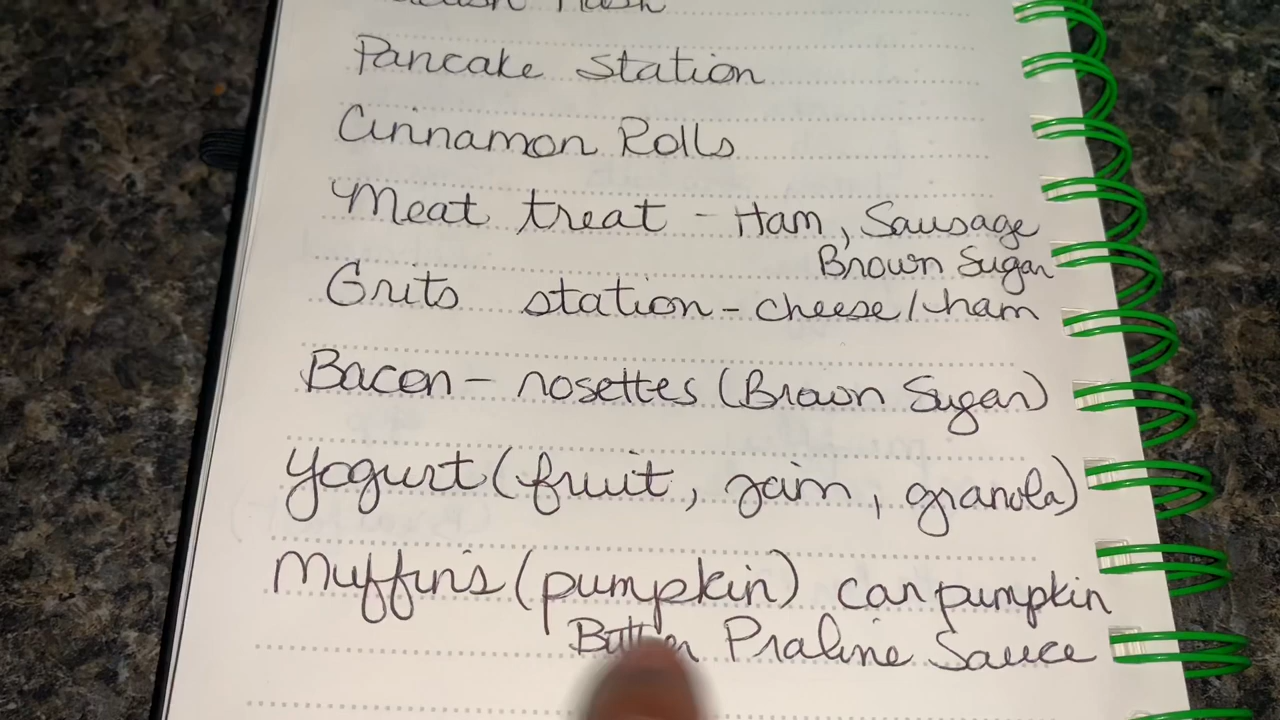 Pancake Station
Cinnamon Rolls
Meat treat - Ham, Sausage
Brown Sugar
Grits station - cheese/ham
Bacon - rosettes (Brown Sugar)
Yogurt (fruit, jam, granola)
Muffins (pumpkin) can pumpkin
Butter Praline Sauce